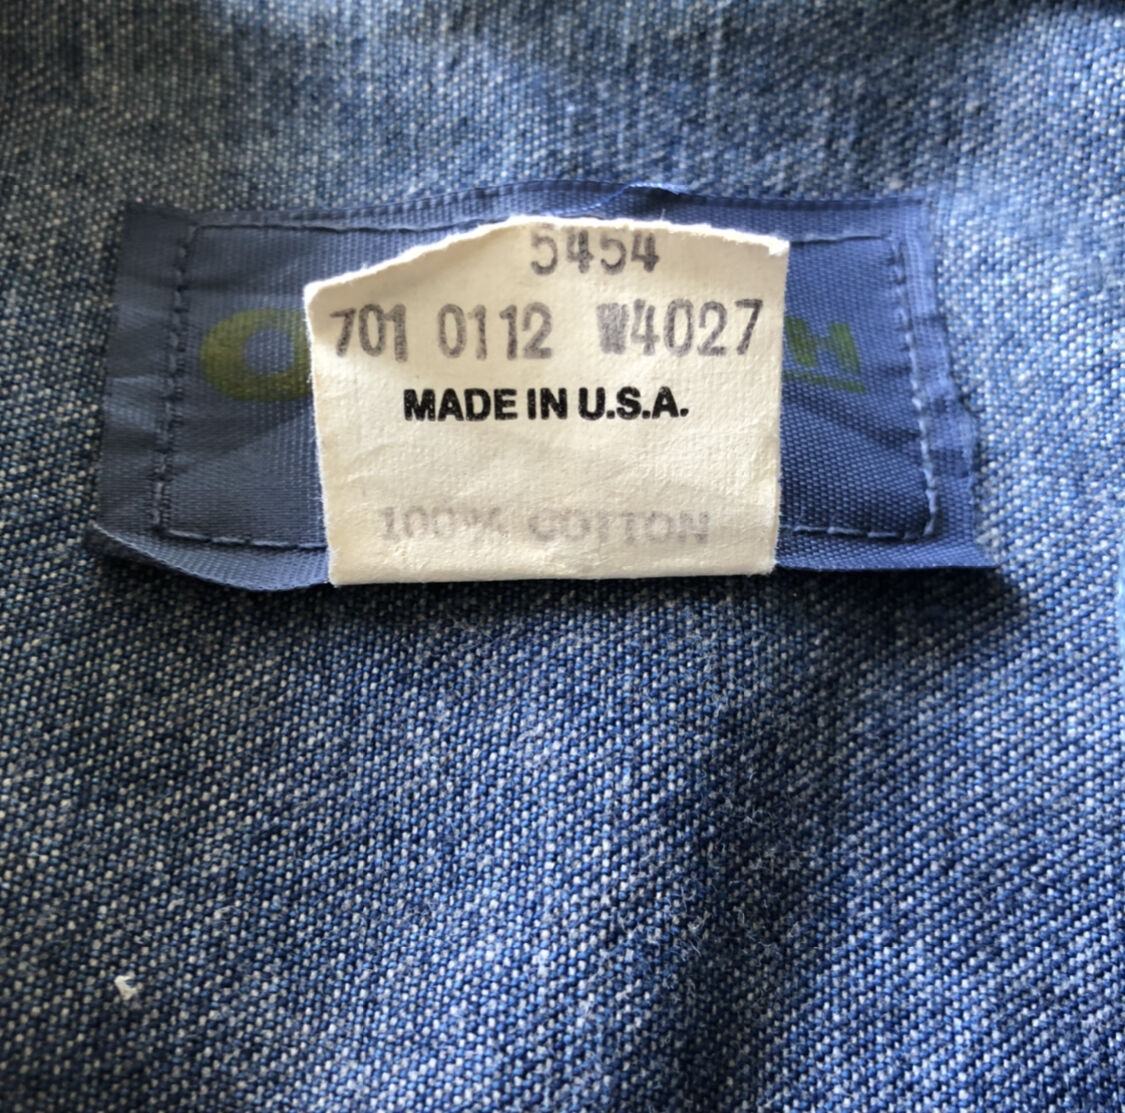 5454
701 0112 W4027
MADE IN U.S.A.
100% COTTON